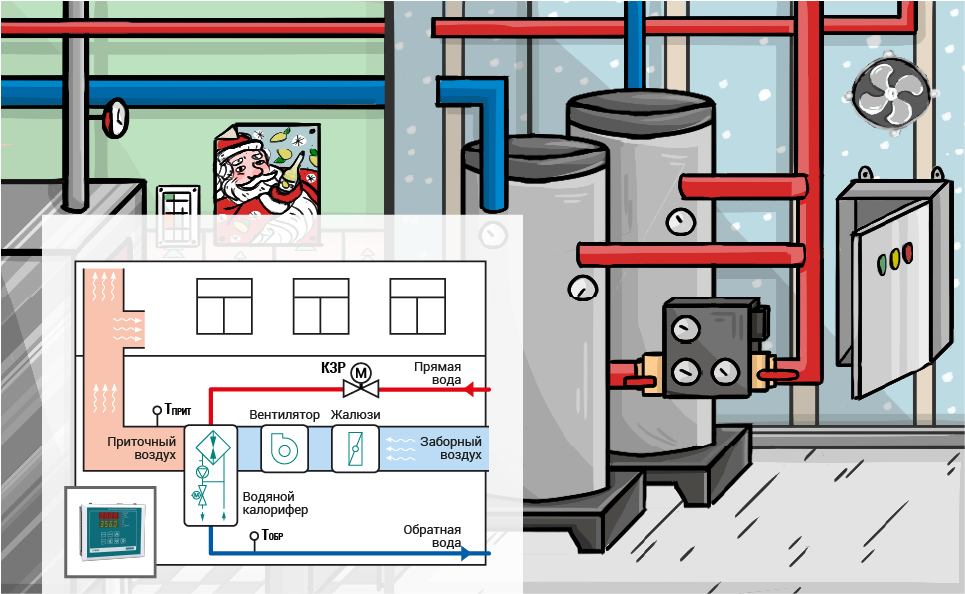 КЗР
М
Прямая
вода
Тприт
Вентилятор
Жалюзи
Приточный
воздух
Заборный
воздух
М
Водяной
калорифер
Тобр
Обратная
вода